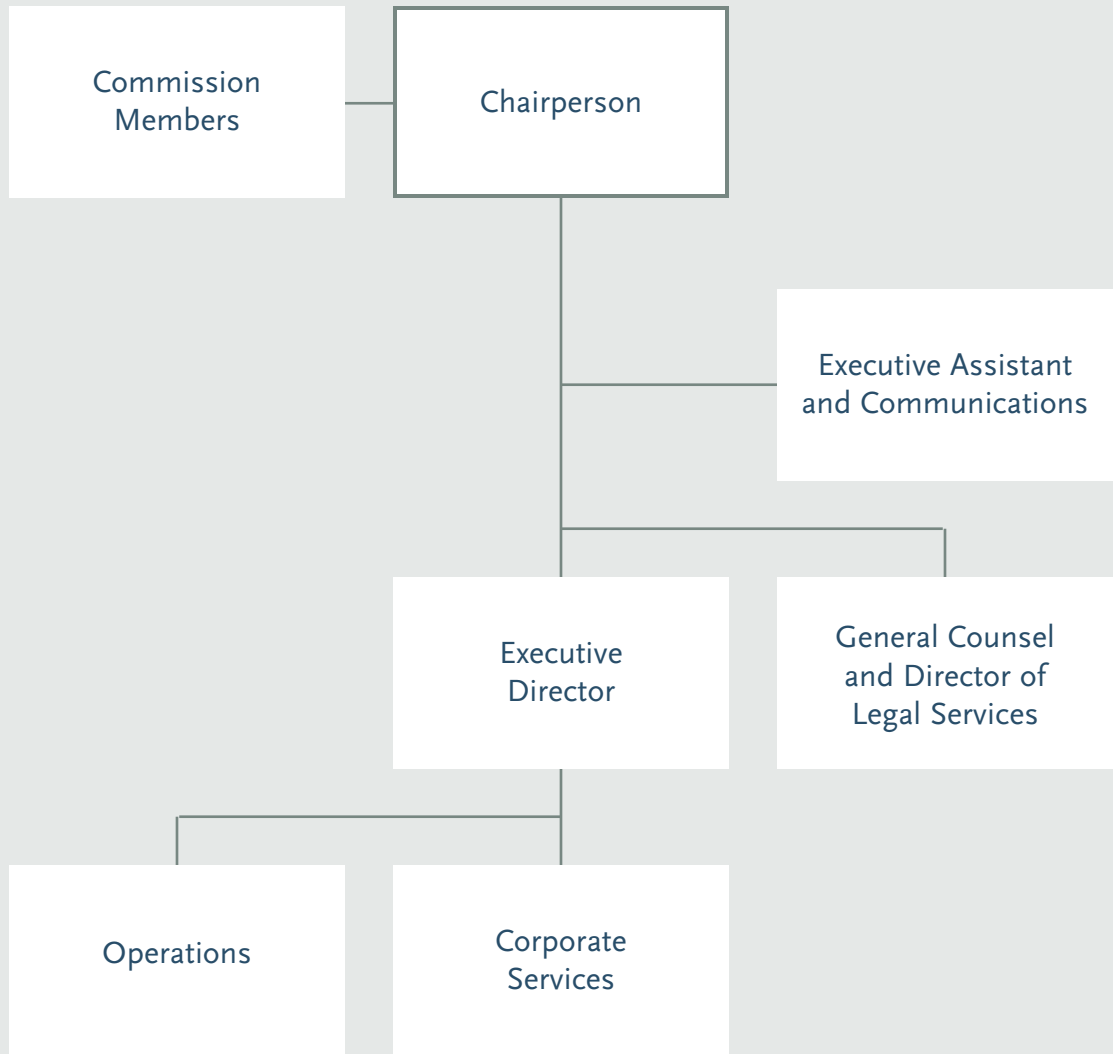 Commission
Members
Chairperson
Executive Assistant
and Communications
Executive
Director
General Counsel
and Director of
Legal Services
Operations
Corporate
Services